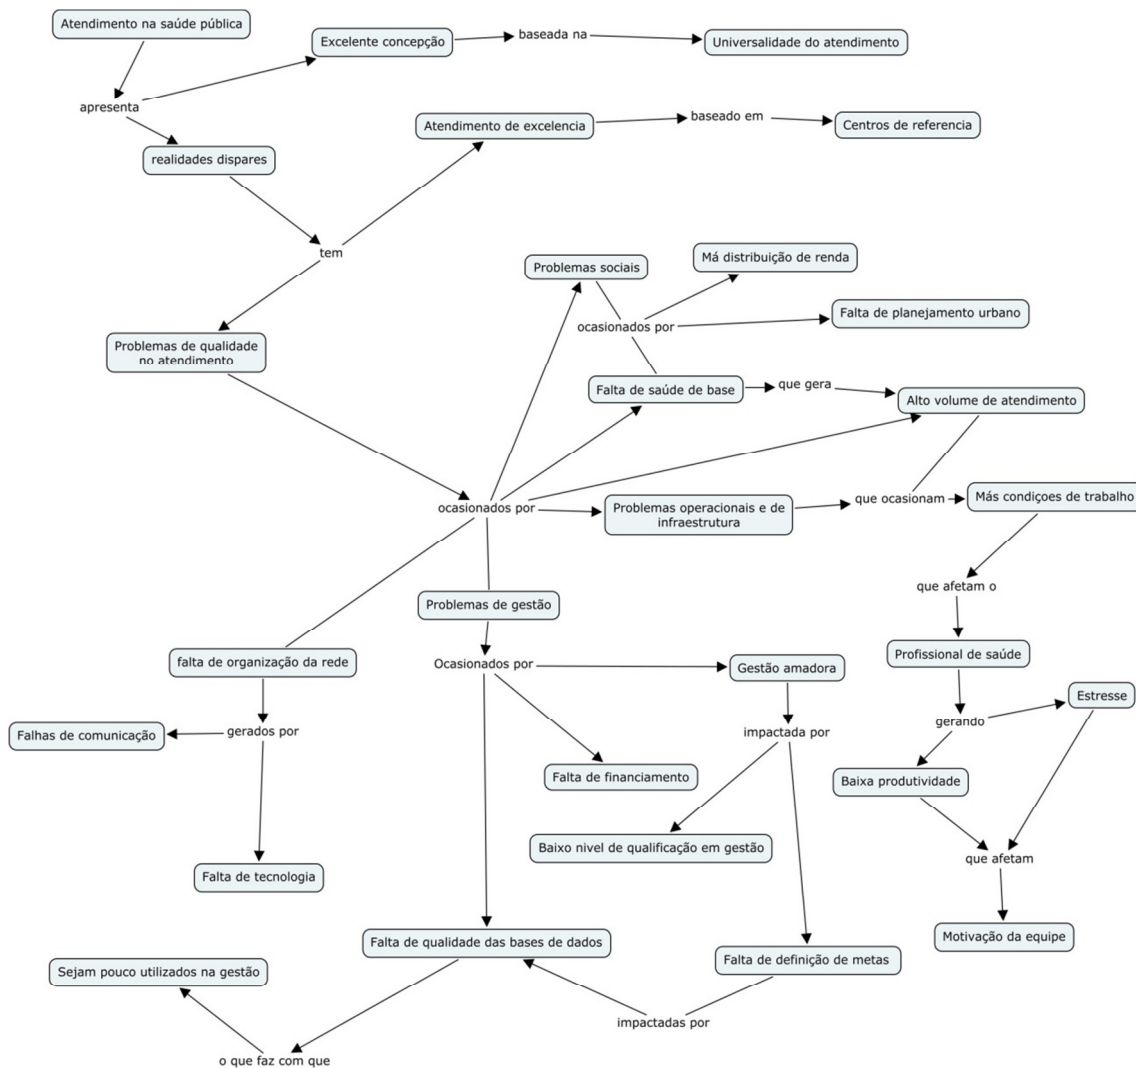 Atendimento na saúde pública
Excelente concepção
baseada na
Universalidade do atendimento
apresenta
Atendimento de excelencia
baseado em
Centros de referencia
realidades dispares
tem
Problemas sociais
Má distribuição de renda
ocasionados por
Falta de planejamento urbano
Problemas de qualidade
no atendimento
Falta de saúde de base
que gera
Alto volume de atendimento
ocasionados por
Problemas operacionais e de
infraestrutura
que ocasionam
Más condiçoes de trabalho
que afetam o
Problemas de gestão
Profissional de saúde
falta de organização da rede
Ocasionados por
Gestão amadora
Estresse
Falhas de comunicação
gerados por
impactada por
gerando
Falta de financiamento
Baixa produtividade
Baixo nivel de qualificação em gestão
que afetam
Falta de tecnologia
Motivação da equipe
Falta de qualidade das bases de dados
Falta de definição de metas
Sejam pouco utilizados na gestão
impactadas por
o que faz com que